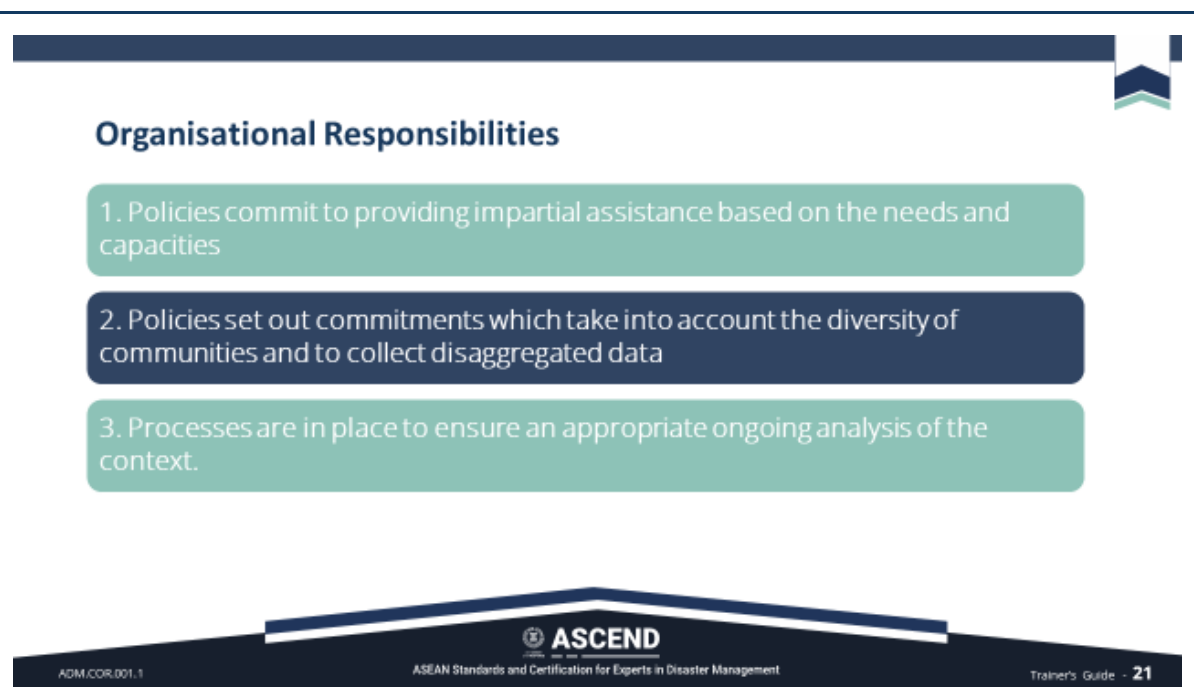 Organisational Responsibilities
1. Policies commit to providing impartial assistance based on the needs and
capacities
2. Policies set out commitments which take into account the diversity of
communities and to collect disaggregated data
3. Processes are in place to ensure an appropriate ongoing analysis of the
context.
ASCEND
ADM.COR.001.1
ASEAN Standards and Certification for Experts in Disaster Management
Trainer's Guide - 21